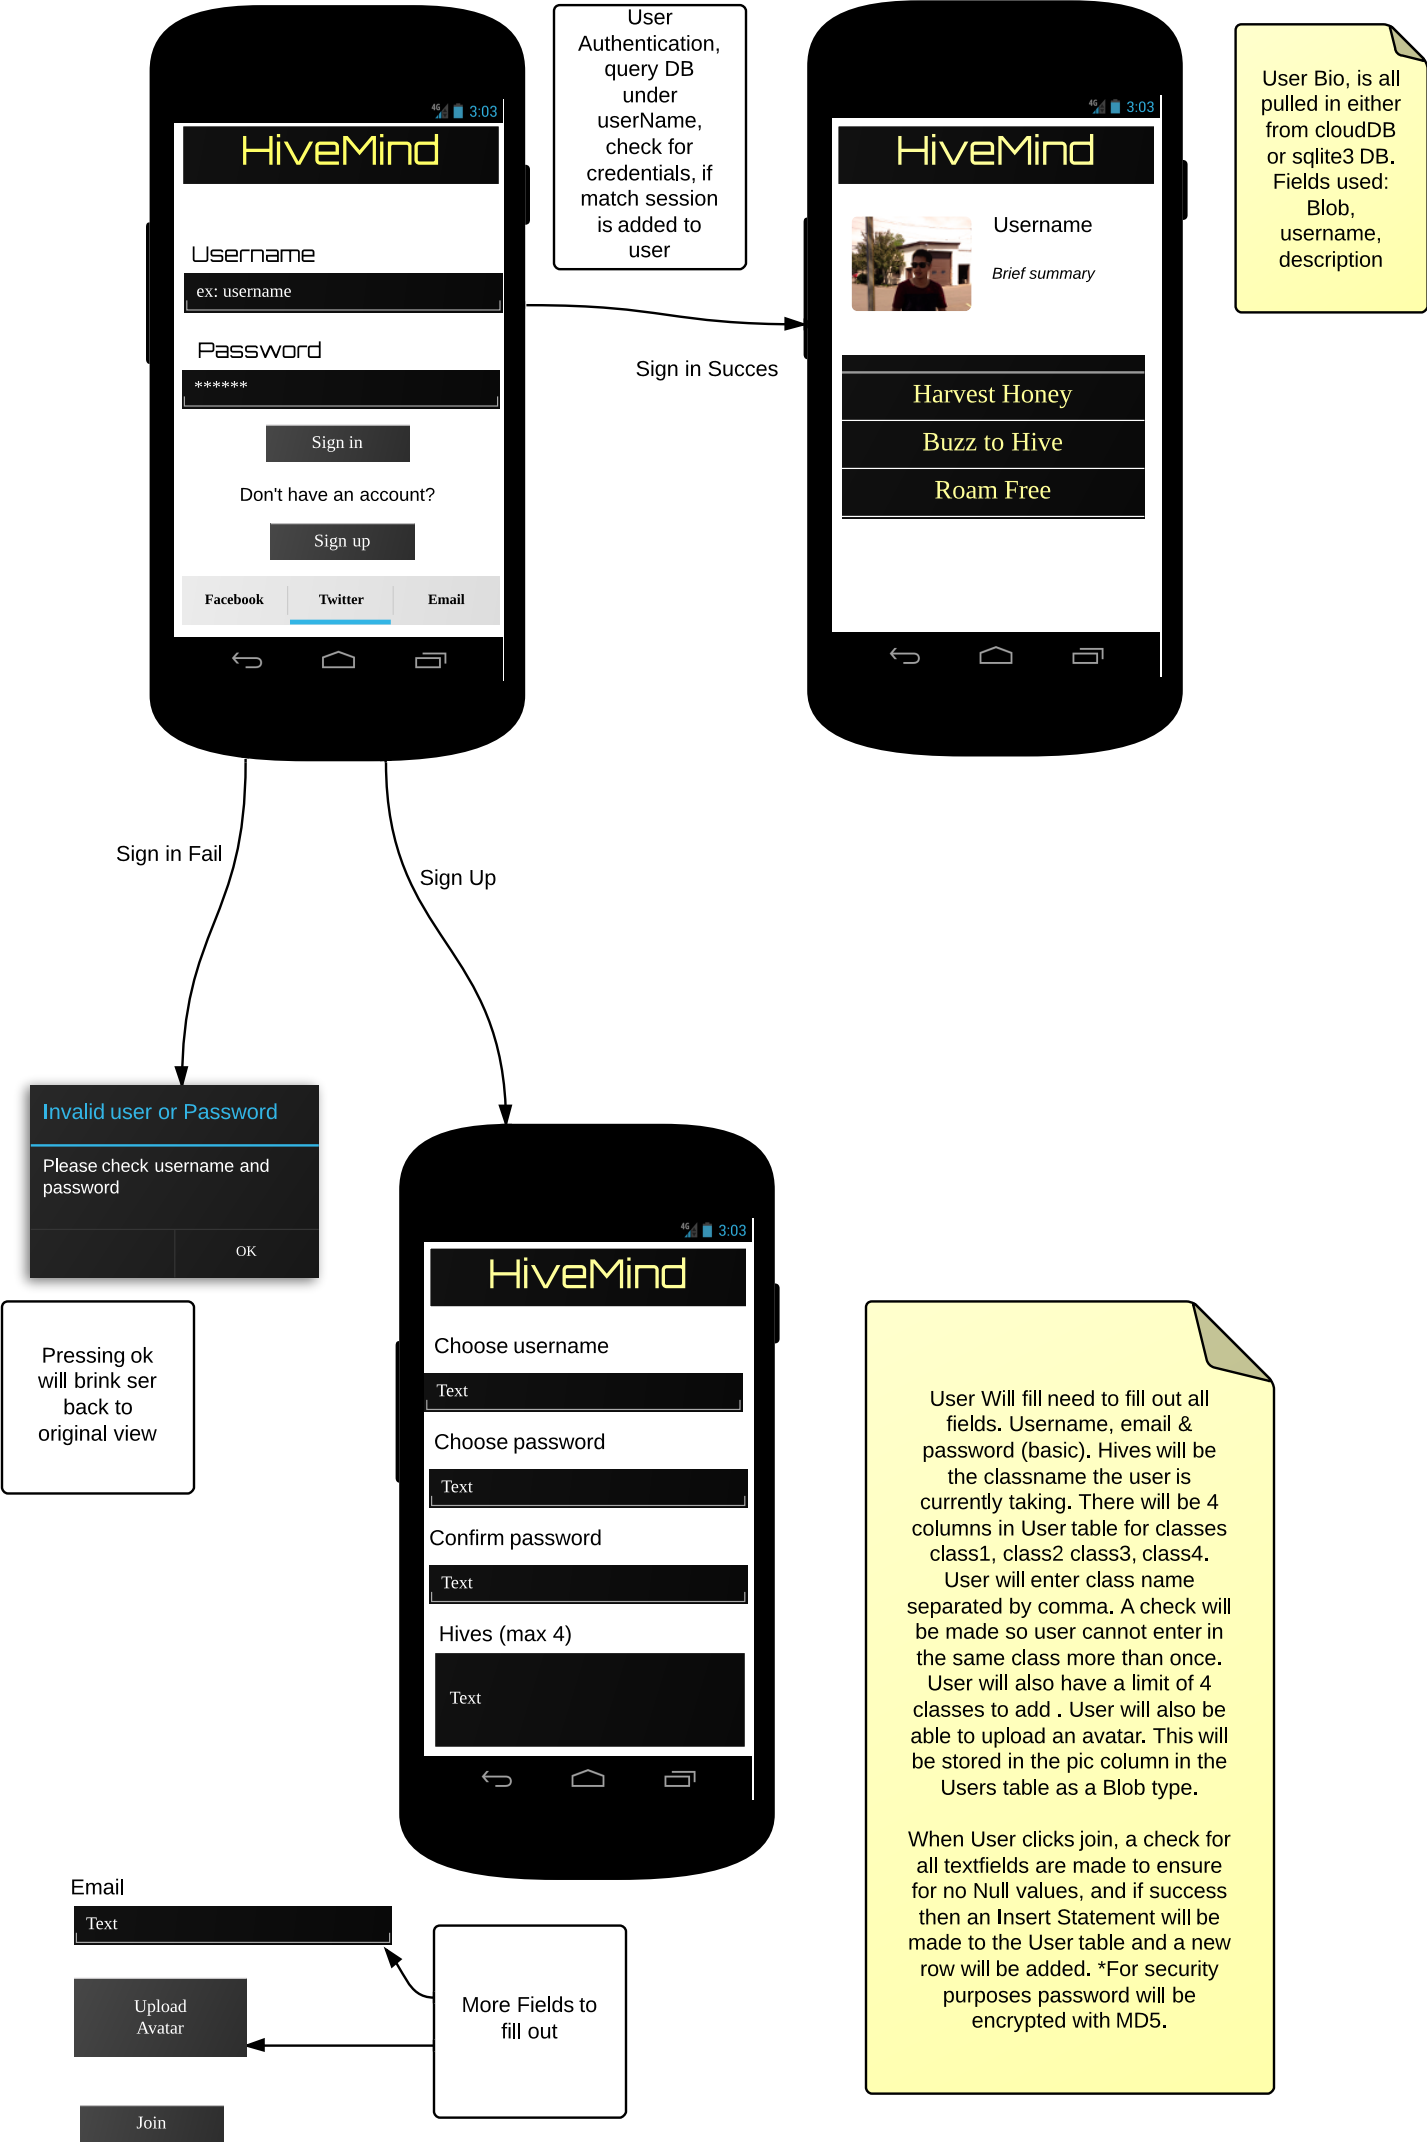 4G 3:03
HiveMind
Username
ex: username
Password
******
Sign in
Don't have an account?
Sign up
Facebook Twitter Email
User
Authentication,
query DB
under
userName,
check for
credentials, if
match session
is added to
user
Sign in Succes
4G 3:03
HiveMind
Username
Brief summary
Harvest Honey
Buzz to Hive
Roam Free
User Bio, is all
pulled in either
from cloudDB
or sqlite3 DB.
Fields used:
Blob,
username,
description
Sign in Fail
Sign Up
Invalid user or Password
Please check username and
password
OK
Pressing ok
will brink ser
back to
original view
4G 3:03
HiveMind
Choose username
Text
Choose password
Text
Confirm password
Text
Hives (max 4)
Text
User Will fill need to fill out all
fields. Username, email &
password (basic). Hives will be
the classname the user is
currently taking. There will be 4
columns in User table for classes
class1, class2 class3, class4.
User will enter class name
separated by comma. A check will
be made so user cannot enter in
the same class more than once.
User will also have a limit of 4
classes to add . User will also be
able to upload an avatar. This will
be stored in the pic column in the
Users table as a Blob type.
When User clicks join, a check for
all textfields are made to ensure
for no Null values, and if success
then an Insert Statement will be
made to the User table and a new
row will be added. *For security
purposes password will be
encrypted with MD5.
Email
Text
Upload
Avatar
Join
More Fields to
fill out